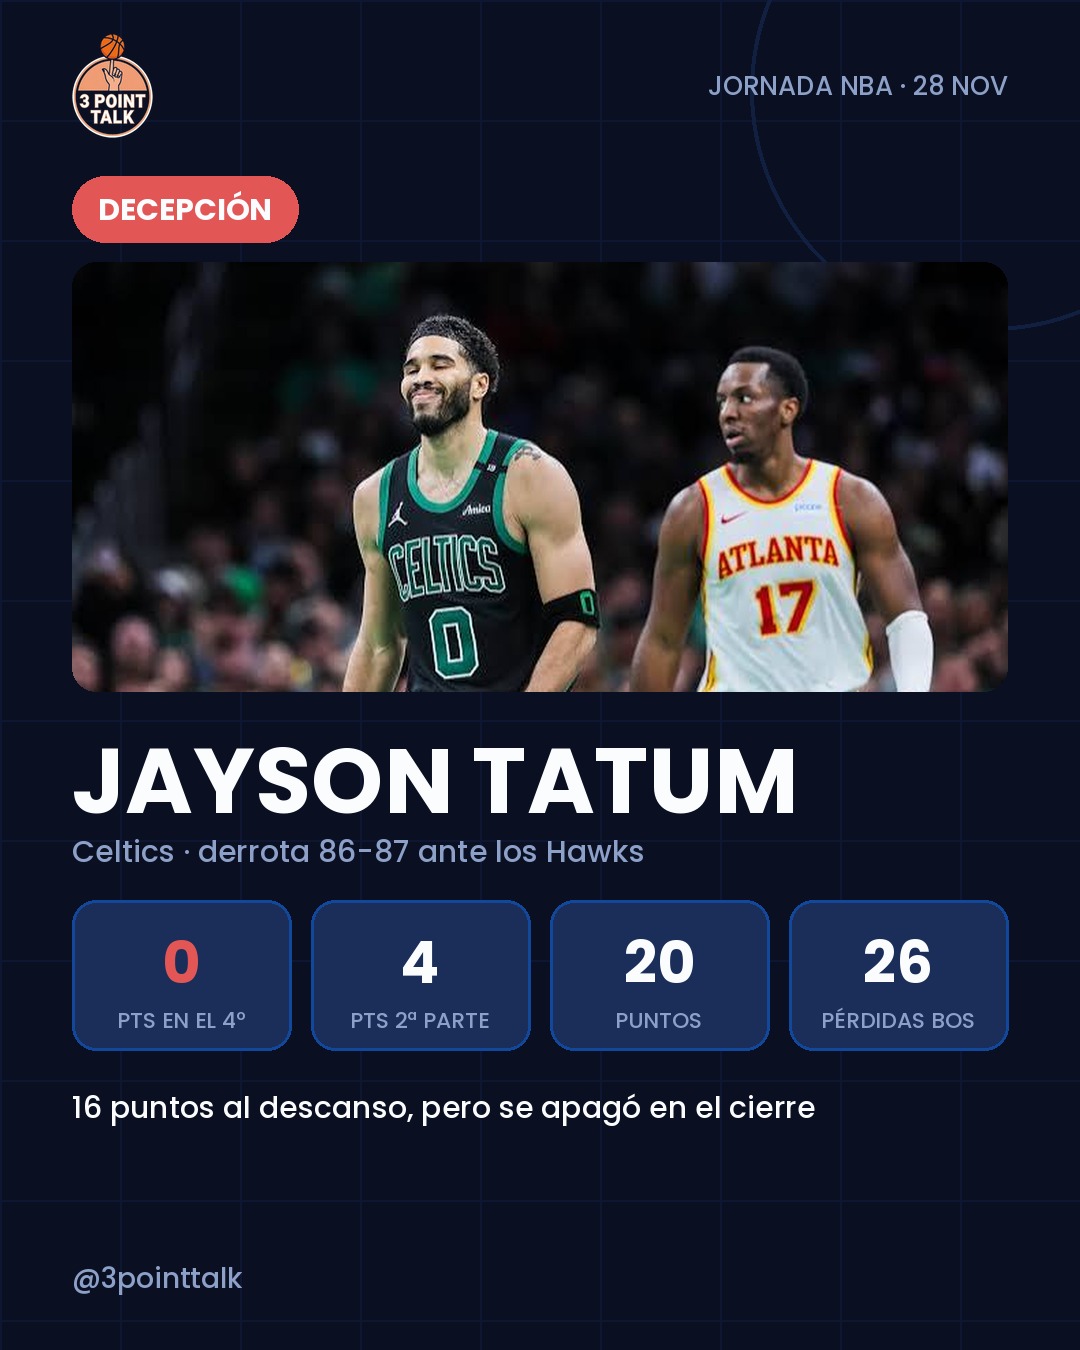 3 POINT
TALK
JORNADA NBA · 28 NOV
DECEPCIÓN
Amica
CELTICS
0
0
ATLANTA
17
JAYSON TATUM
Celtics · derrota 86-87 ante los Hawks
0
PTS EN EL 4º
4
PTS 2ª PARTE
20
PUNTOS
26
PÉRDIDAS BOS
16 puntos al descanso, pero se apagó en el cierre
@3pointtalk